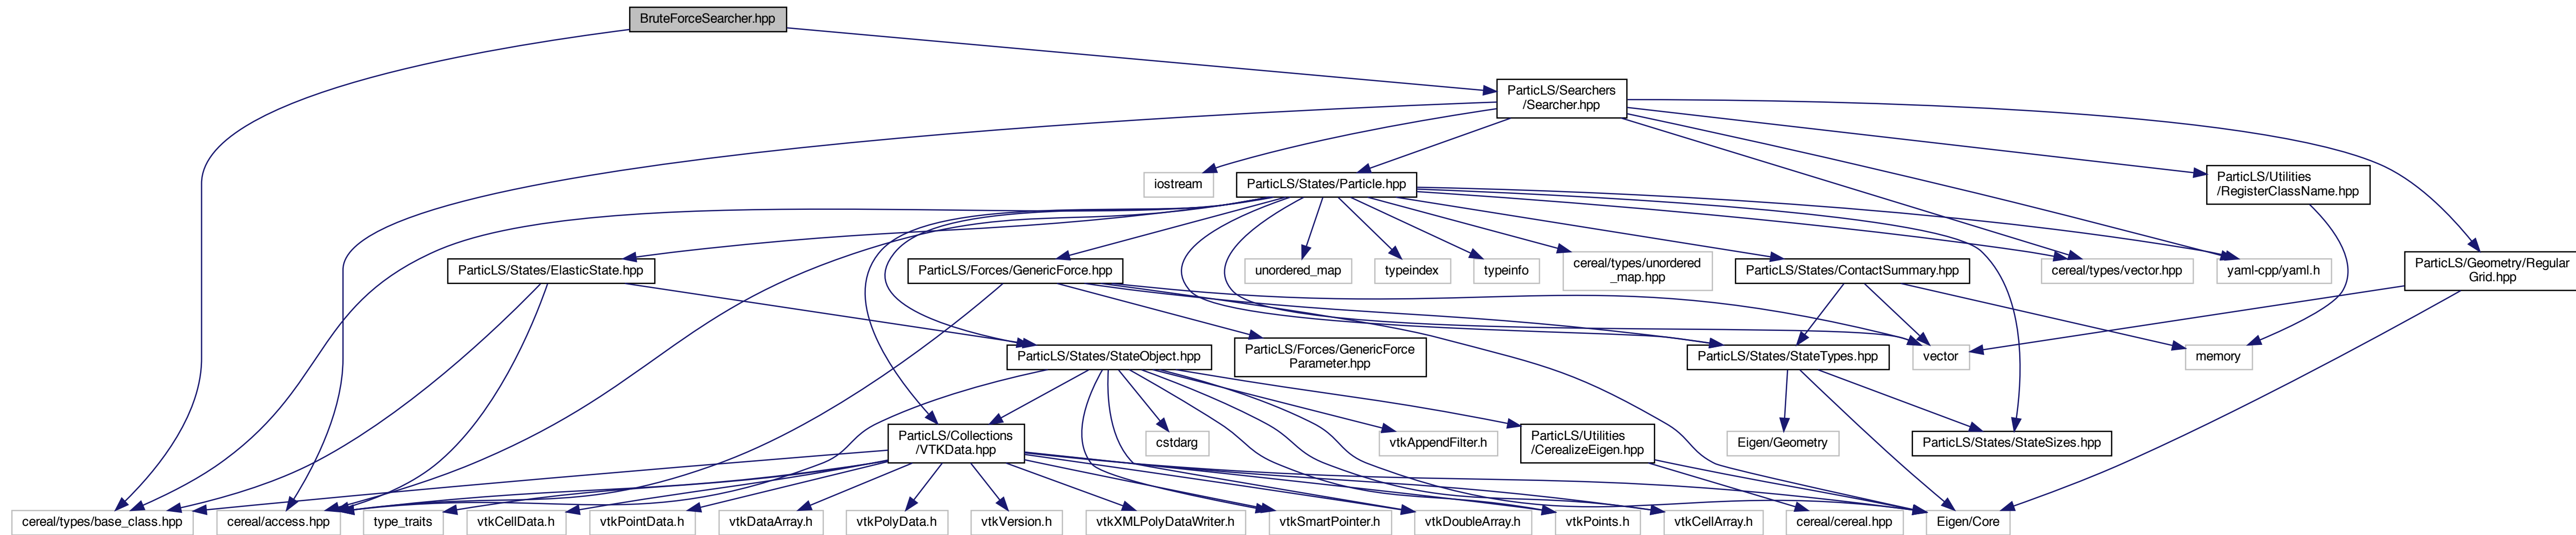 BruteForceSearcher.hpp
ParticLS/Searchers
/Searcher.hpp
iostream
ParticLS/States/Particle.hpp
ParticLS/Utilities
/RegisterClassName.hpp
ParticLS/States/ElasticState.hpp
ParticLS/Forces/GenericForce.hpp
unordered_map
typeindex
typeinfo
cereal/types/unordered
_map.hpp
ParticLS/States/ContactSummary.hpp
cereal/types/vector.hpp
yaml-cpp/yaml.h
ParticLS/Geometry/Regular
Grid.hpp
ParticLS/States/StateObject.hpp
ParticLS/Forces/GenericForce
Parameter.hpp
ParticLS/States/StateTypes.hpp
vector
memory
ParticLS/Collections
/VTKData.hpp
cstdarg
vtkAppendFilter.h
ParticLS/Utilities
/CerealizeEigen.hpp
Eigen/Geometry
ParticLS/States/StateSizes.hpp
cereal/types/base_class.hpp
cereal/access.hpp
type_traits
vtkCellData.h
vtkPointData.h
vtkDataArray.h
vtkPolyData.h
vtkVersion.h
vtkXMLPolyDataWriter.h
vtkSmartPointer.h
vtkDoubleArray.h
vtkPoints.h
vtkCellArray.h
cereal/cereal.hpp
Eigen/Core